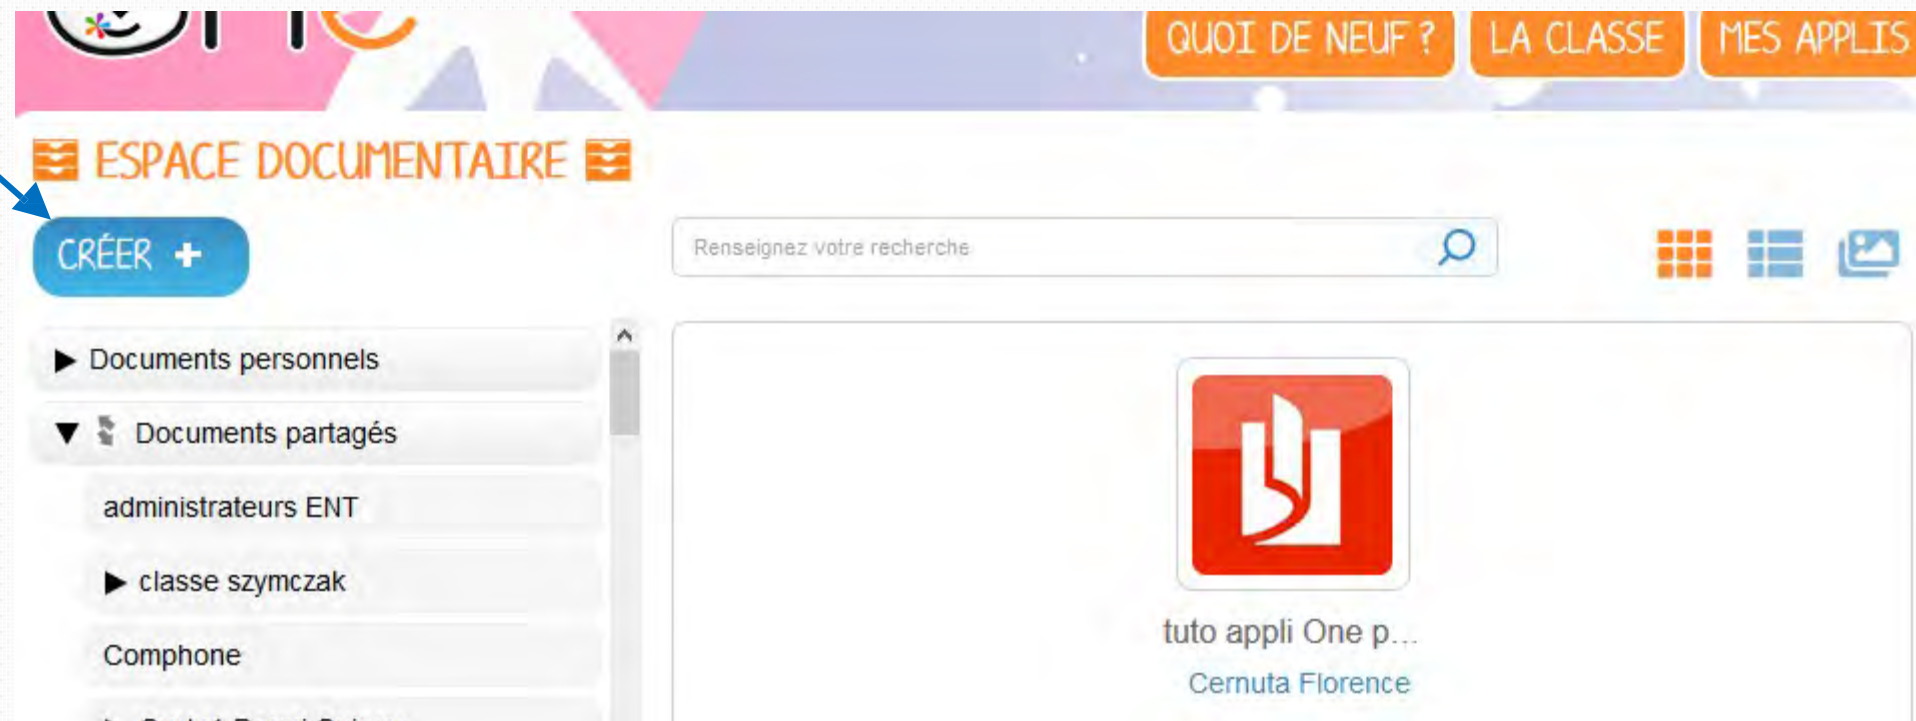 One
QUOI DE NEUF ?
LA CLASSE
MES APPLIS
ESPACE DOCUMENTAIRE
CRÉER +
Renseignez votre recherche
Documents personnels
Documents partagés
administrateurs ENT
classe szymczak
Comphone
tuto appli One p...
Cernuta Florence